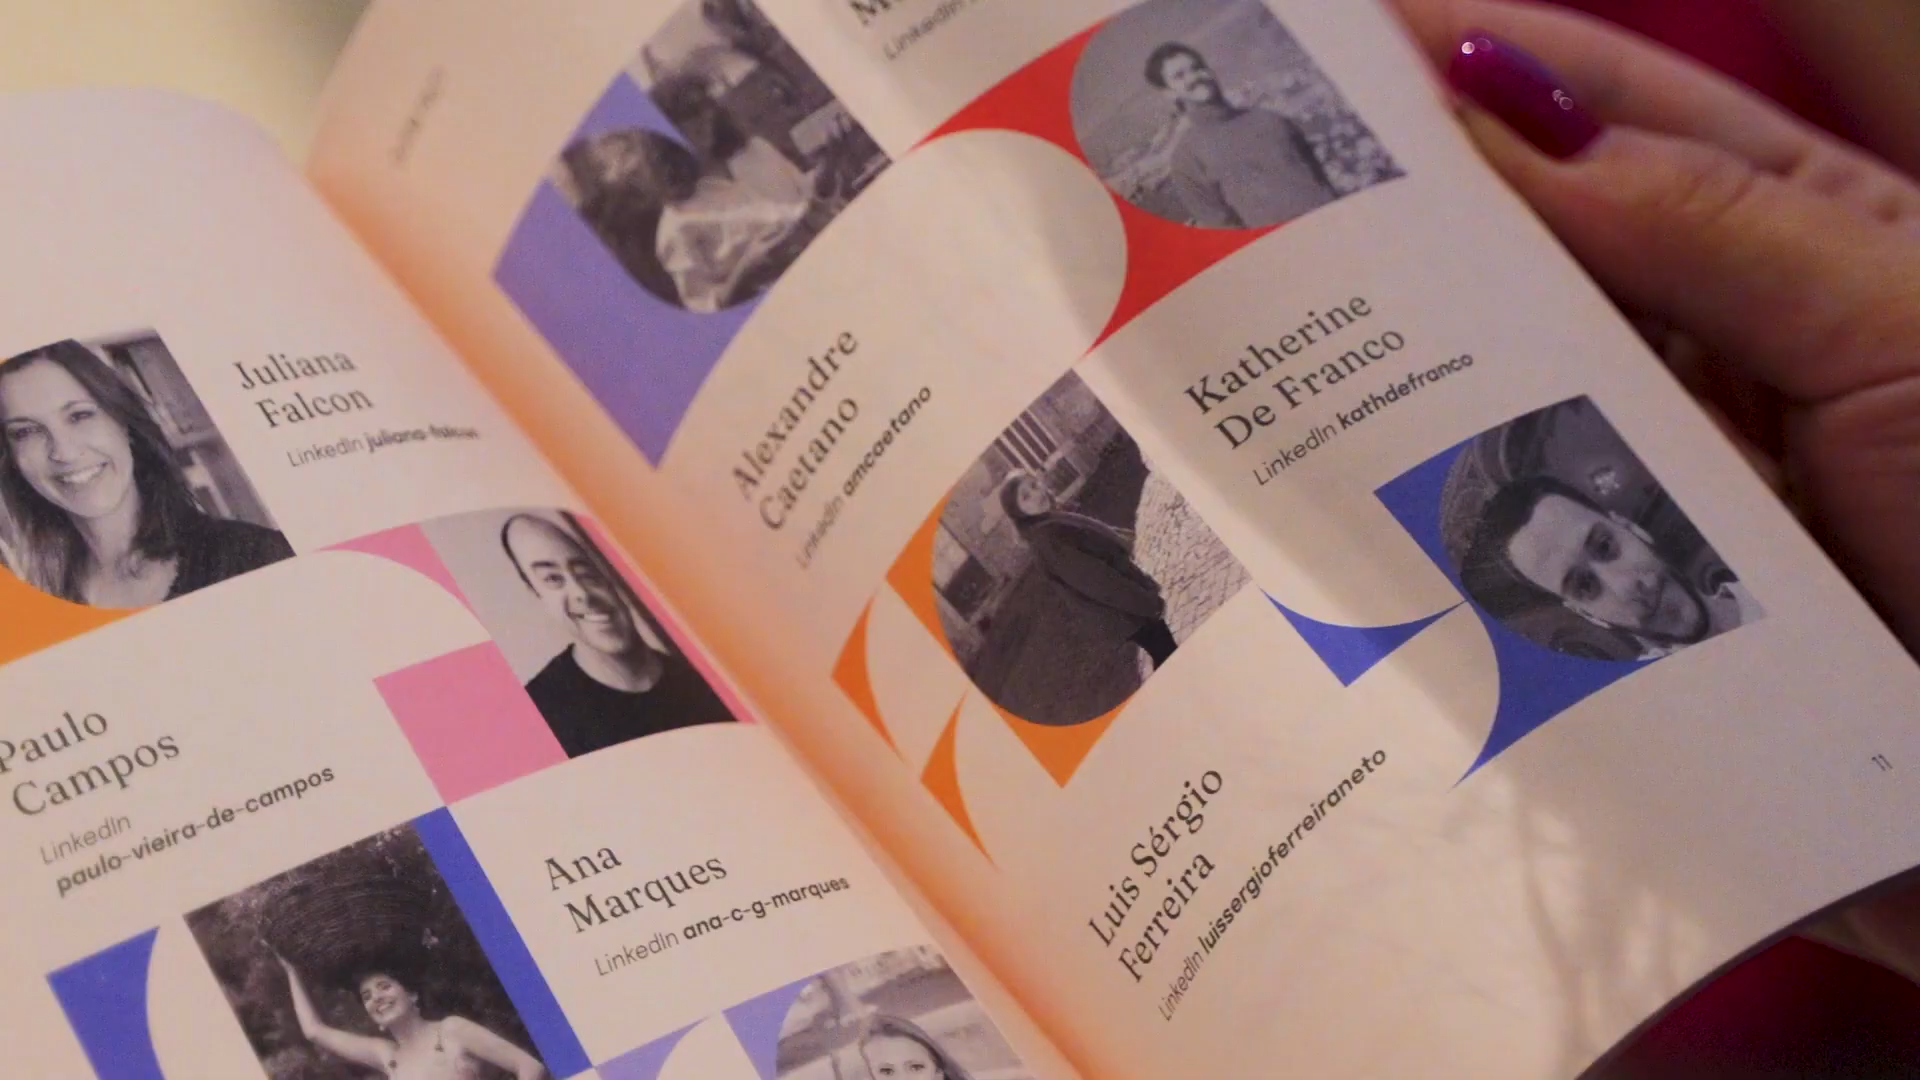 Juliana
Falcon
LinkedIn juliana-falcon
Paulo
Campos
LinkedIn
paulo-vieira-de-campos
Ana
Marques
LinkedIn ana-c-g-marques
LinkedIn
Alexandre
Caetano
LinkedIn amcaetano
Katherine
De Franco
LinkedIn kathdefranco
Luis Sérgio
Ferreira
LinkedIn luissergioferreiraneto
11